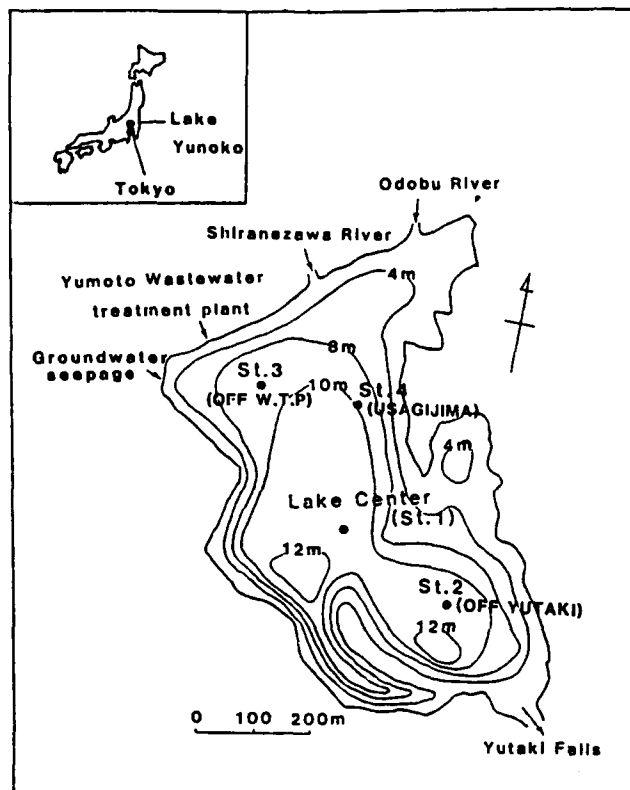 Lake
Yunoko
Tokyo
Odobu River
Shiranezawa River
Yumoto Wastewater
treatment plant
Groundwater
seepage
4m
8m
St.3
(OFF W.T.P)
10m
St.4
(USAGIJIMA)
4m
Lake Center
(St.1)
12m
St.2
(OFF YUTAKI)
12m
0 100 200m
Yutaki Falls